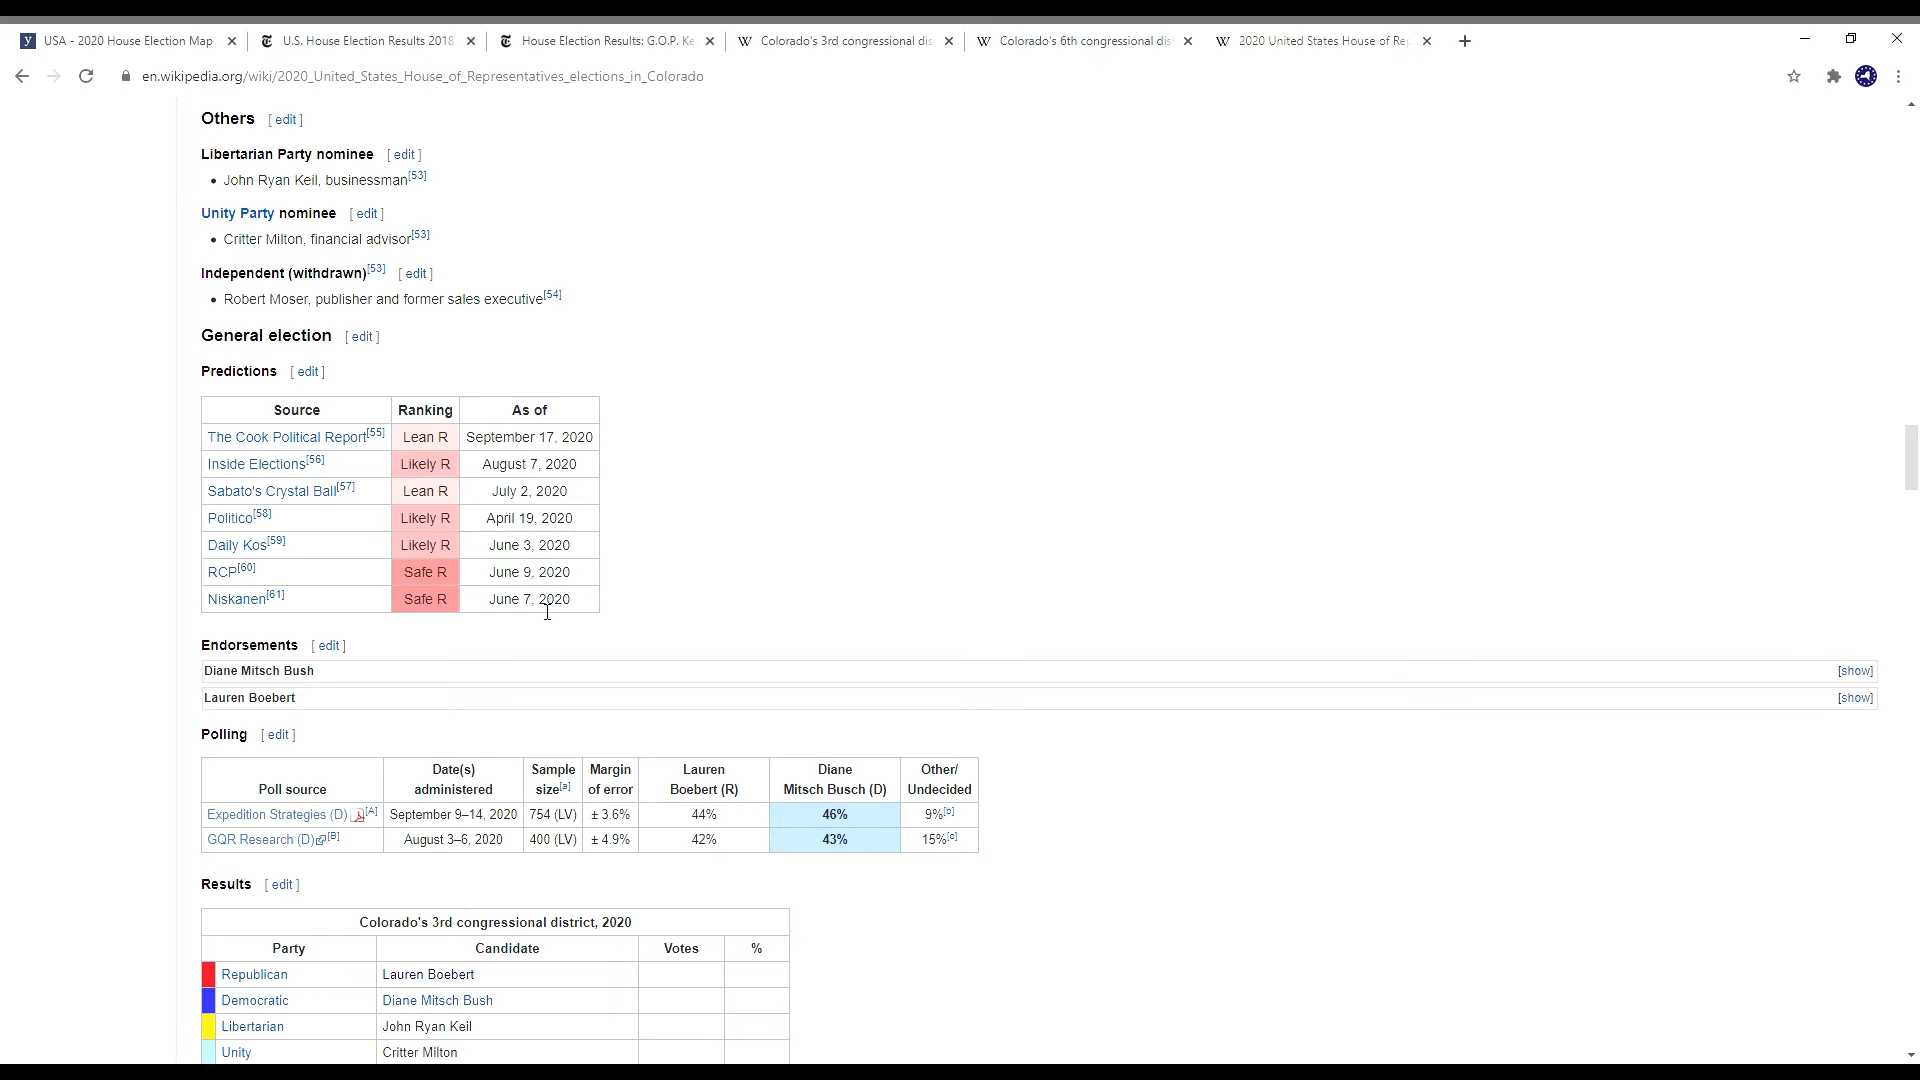 USA - 2020 House Election Map
U.S. House Election Results 2018
House Election Results: G.O.P. Ke
Colorado's 3rd congressional dis
Colorado's 6th congressional dis
2020 United States House of Rep
en.wikipedia.org/wiki/2020_United_States_House_of_Representatives_elections_in_Colorado
Others [ edit ]
Libertarian Party nominee [ edit ]
• John Ryan Keil, businessman[53]
Unity Party nominee [ edit ]
• Critter Milton, financial advisor[53]
Independent (withdrawn)[53] [ edit ]
• Robert Moser, publisher and former sales executive[54]
General election [ edit ]
Predictions [ edit ]
Source Ranking As of
The Cook Political Report[55] Lean R September 17, 2020
Inside Elections[56] Likely R August 7, 2020
Sabato's Crystal Ball[57] Lean R July 2, 2020
Politico[58] Likely R April 19, 2020
Daily Kos[59] Likely R June 3, 2020
RCP[60] Safe R June 9, 2020
Niskanen[61] Safe R June 7, 2020
Endorsements [ edit ]
Diane Mitsch Bush [show]
Lauren Boebert [show]
Polling [ edit ]
Date(s) Sample Margin Lauren Diane Other/
Poll source administered size[a] of error Boebert (R) Mitsch Busch (D) Undecided
Expedition Strategies (D)[A] September 9–14, 2020 754 (LV) ± 3.6% 44% 46% 9%[b]
GQR Research (D)[B] August 3–6, 2020 400 (LV) ± 4.9% 42% 43% 15%[c]
Results [ edit ]
Colorado's 3rd congressional district, 2020
Party Candidate Votes %
Republican Lauren Boebert
Democratic Diane Mitsch Bush
Libertarian John Ryan Keil
Unity Critter Milton